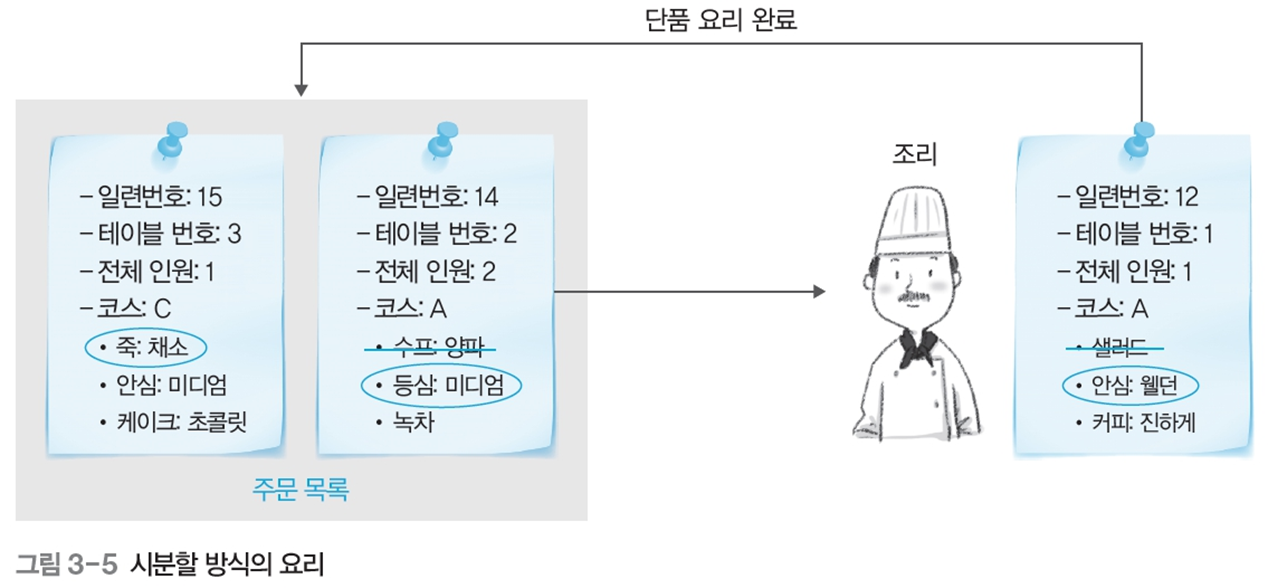 단품 요리 완료
– 일련번호: 15
– 테이블 번호: 3
– 전체 인원: 1
– 코스: C
• 죽: 채소
• 안심: 미디엄
• 케이크: 초콜릿
– 일련번호: 14
– 테이블 번호: 2
– 전체 인원: 2
– 코스: A
• 수프: 양파
• 등심: 미디엄
• 녹차
주문 목록
조리
– 일련번호: 12
– 테이블 번호: 1
– 전체 인원: 1
– 코스: A
• 샐러드
• 안심: 웰던
• 커피: 진하게
그림 3-5 시분할 방식의 요리